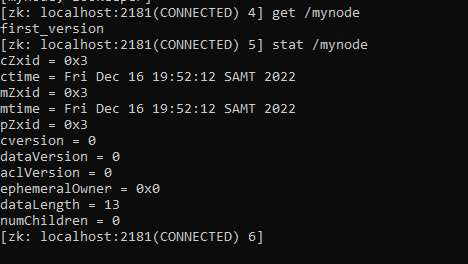 [zk: localhost:2181(CONNECTED) 4] get /mynode
first_version
[zk: localhost:2181(CONNECTED) 5] stat /mynode
cZxid = 0x3
ctime = Fri Dec 16 19:52:12 SAMT 2022
mZxid = 0x3
mtime = Fri Dec 16 19:52:12 SAMT 2022
pZxid = 0x3
cversion = 0
dataVersion = 0
aclVersion = 0
ephemeralOwner = 0x0
dataLength = 13
numChildren = 0
[zk: localhost:2181(CONNECTED) 6]